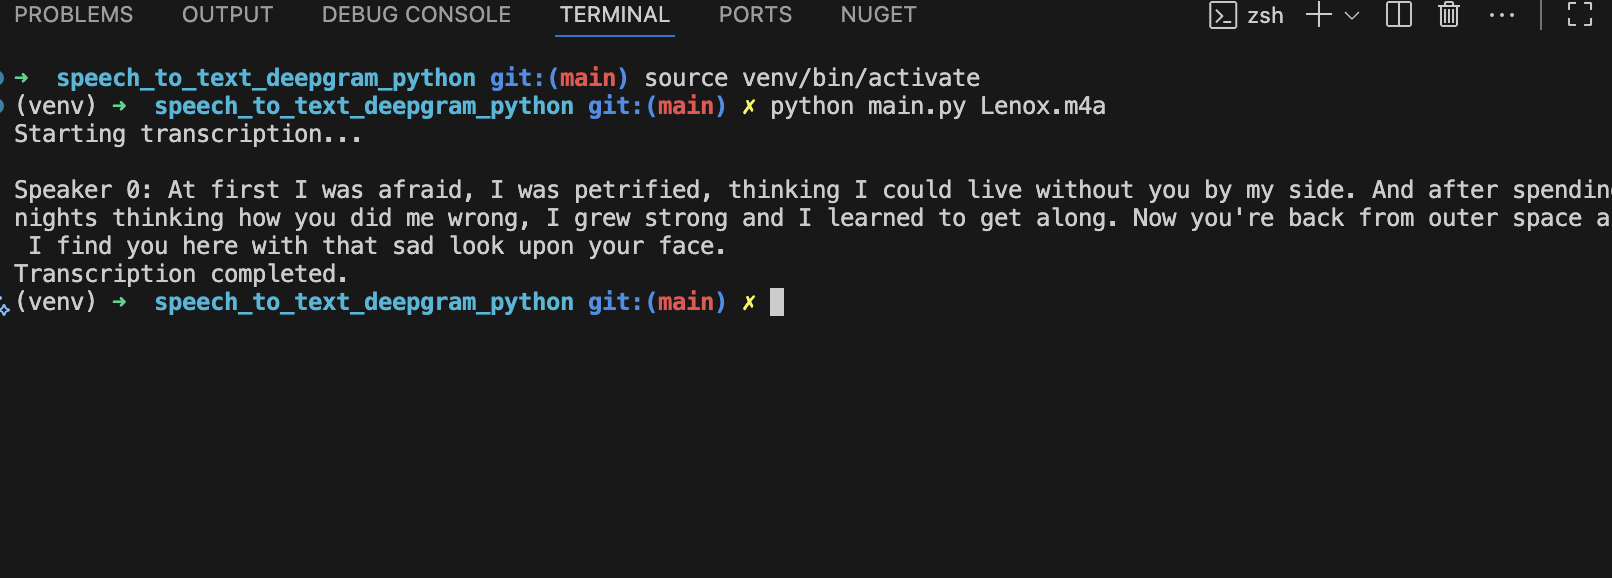 PROBLEMS OUTPUT DEBUG CONSOLE TERMINAL PORTS NUGET zsh
➜ speech_to_text_deepgram_python git:(main) source venv/bin/activate
(venv) ➜ speech_to_text_deepgram_python git:(main) ✗ python main.py Lenox.m4a
Starting transcription...
Speaker 0: At first I was afraid, I was petrified, thinking I could live without you by my side. And after
nights thinking how you did me wrong, I grew strong and I learned to get along. Now you're back from outer space
I find you here with that sad look upon your face.
Transcription completed.
(venv) ➜ speech_to_text_deepgram_python git:(main) ✗